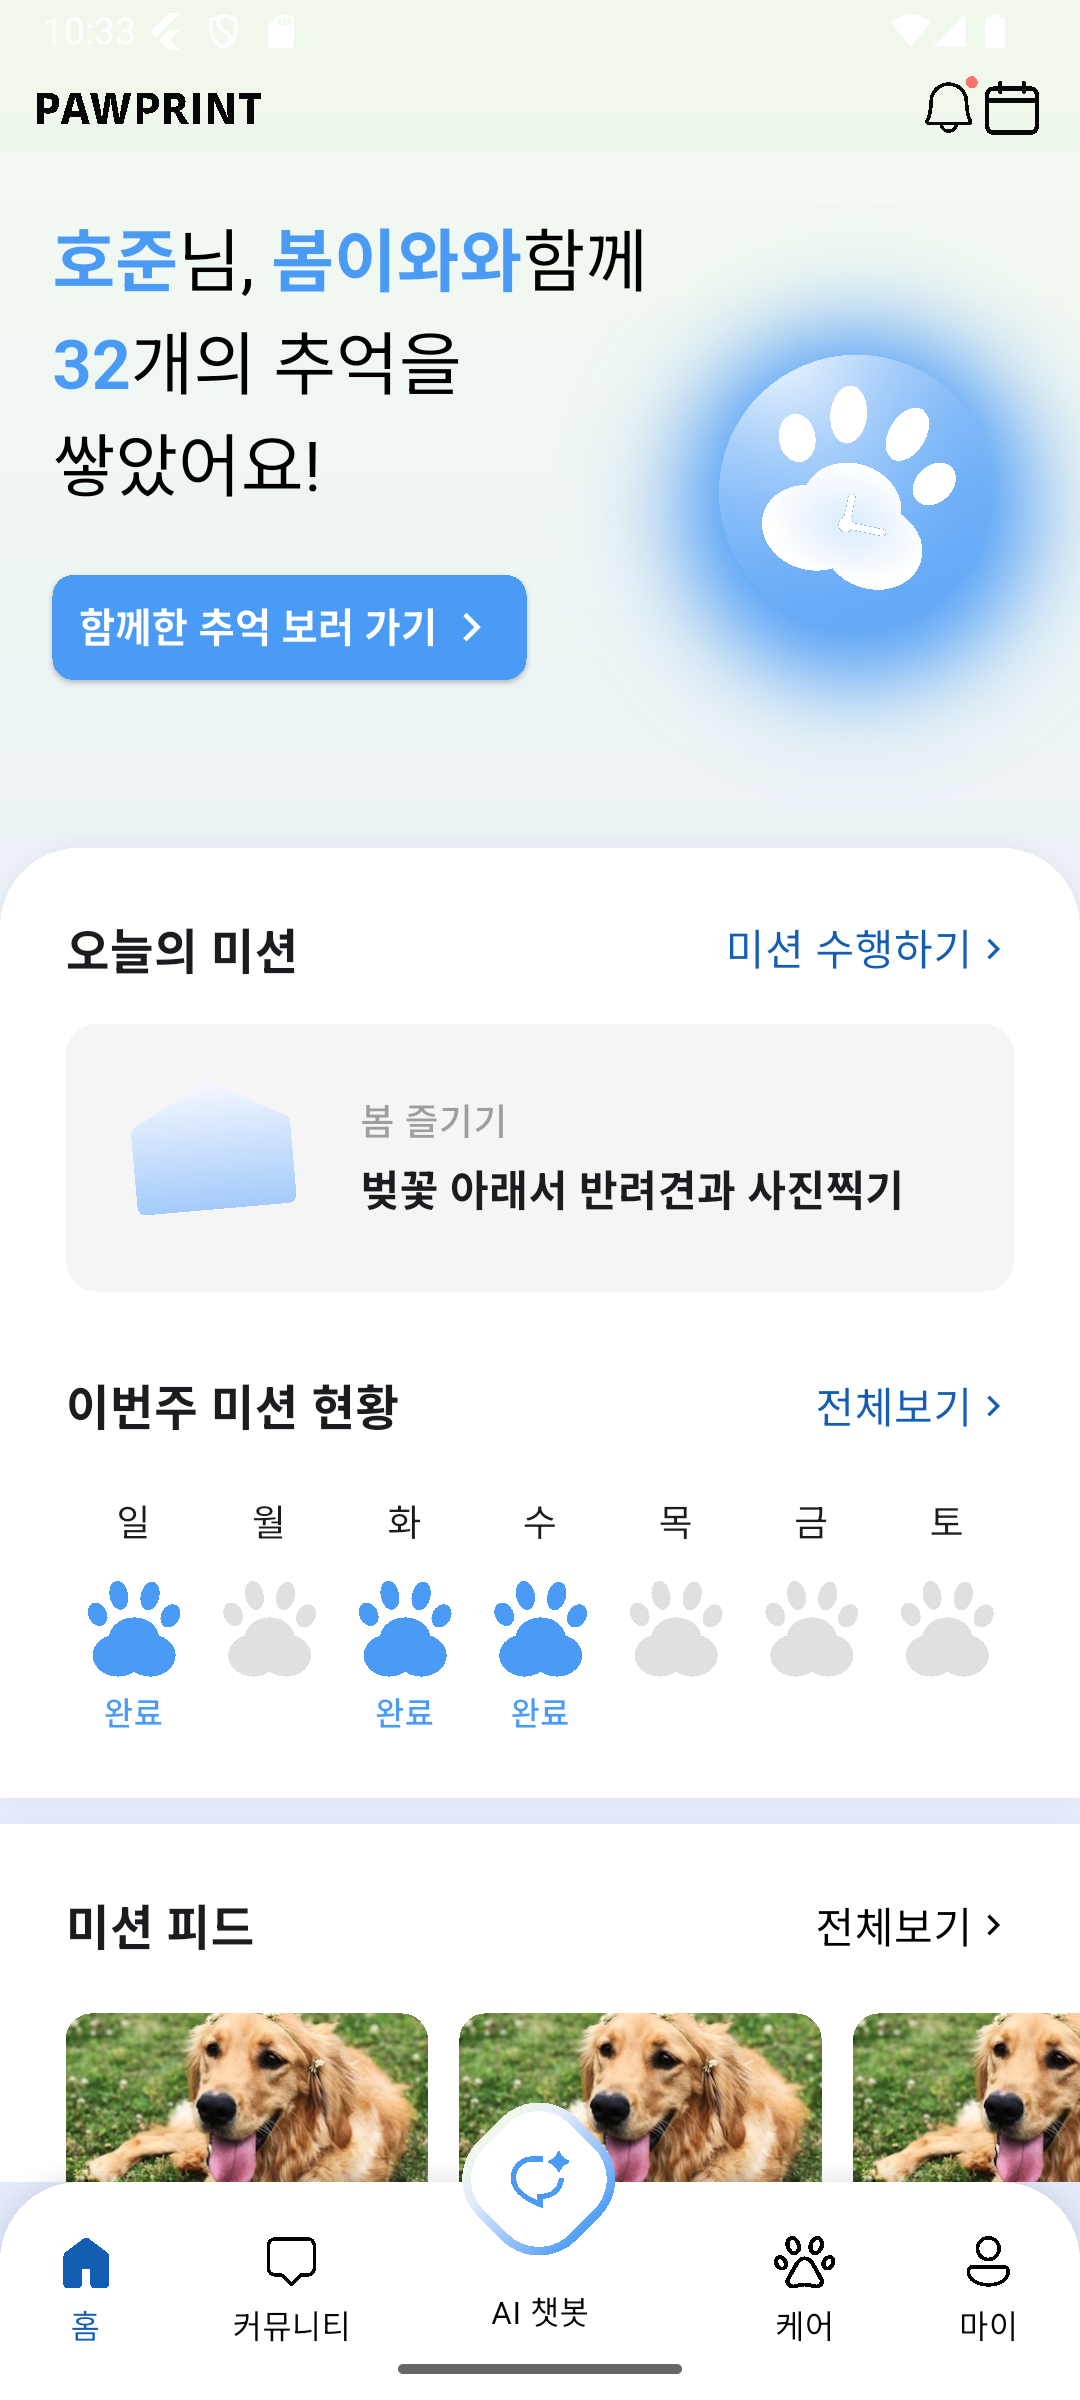 10:33
PAWPRINT
호준님, 봄이와와함께
32개의 추억을
쌓았어요!
함께한 추억 보러 가기
오늘의 미션
미션 수행하기
봄 즐기기
벚꽃 아래서 반려견과 사진찍기
이번주 미션 현황
전체보기
일 월 화 수 목 금 토
완료 완료 완료
미션 피드
전체보기
홈 커뮤니티 AI 챗봇 케어 마이